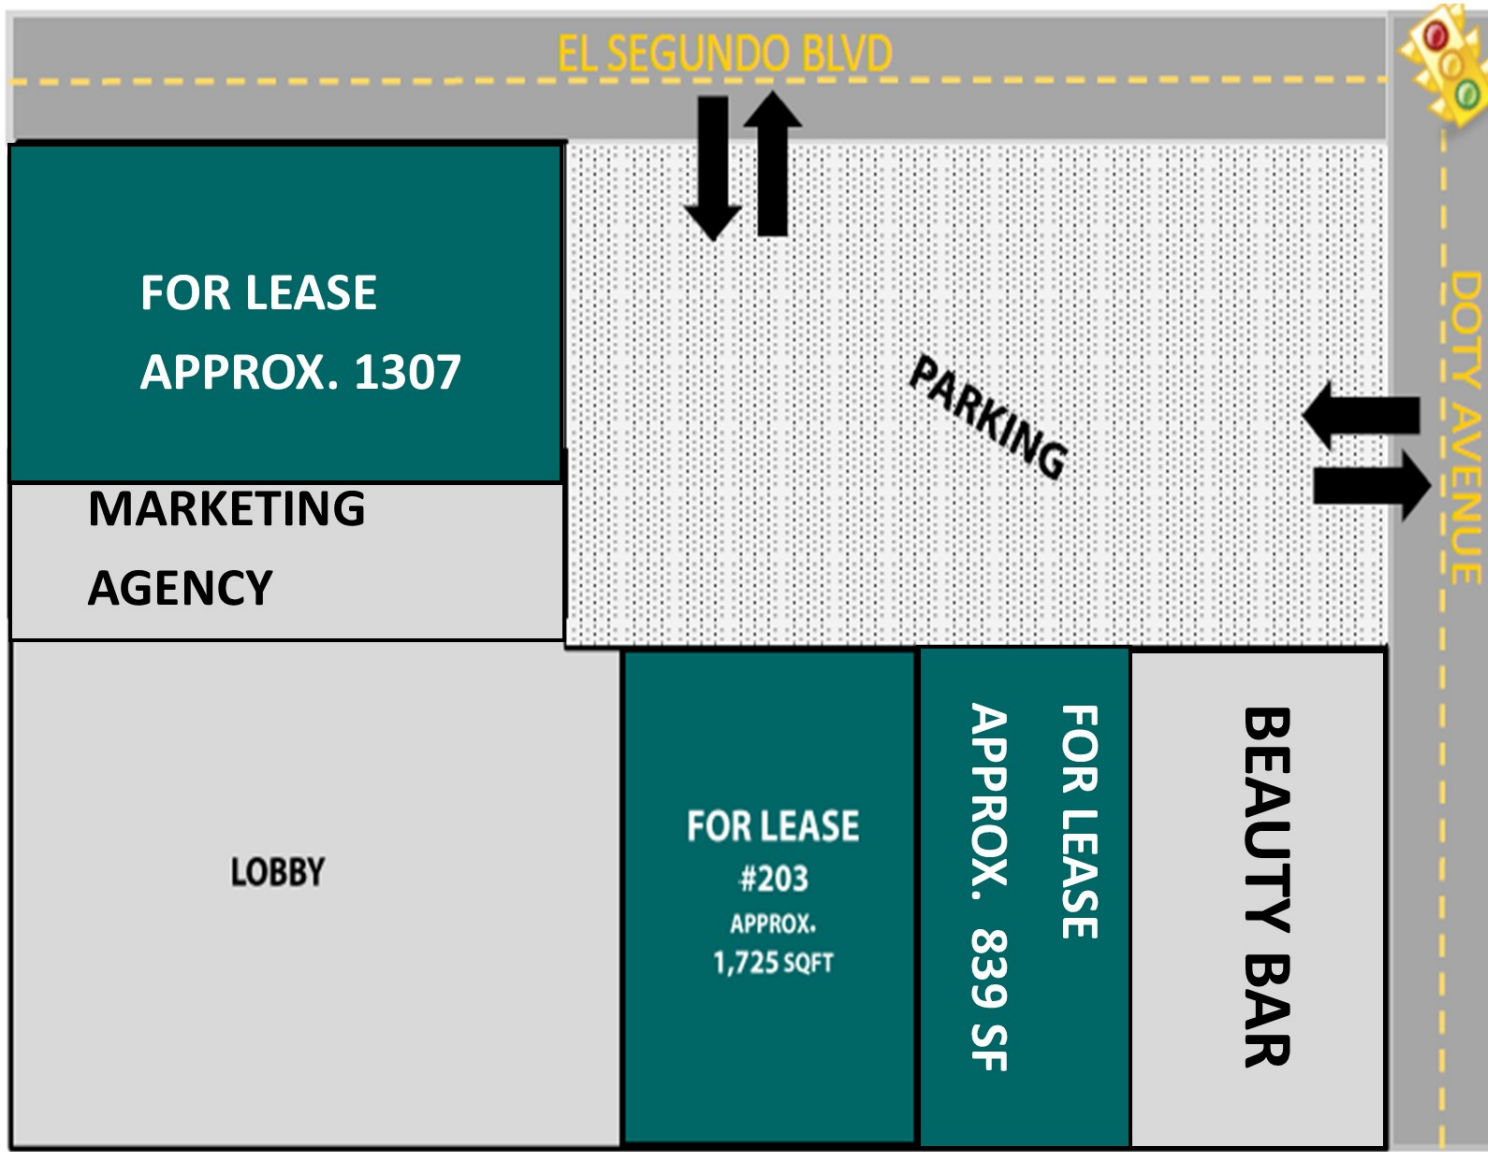 EL SEGUNDO BLVD
FOR LEASE
APPROX. 1307
MARKETING
AGENCY
PARKING
DOTY AVENUE
LOBBY
FOR LEASE
#203
APPROX.
1,725 SQFT
FOR LEASE
APPROX. 839 SF
BEAUTY BAR